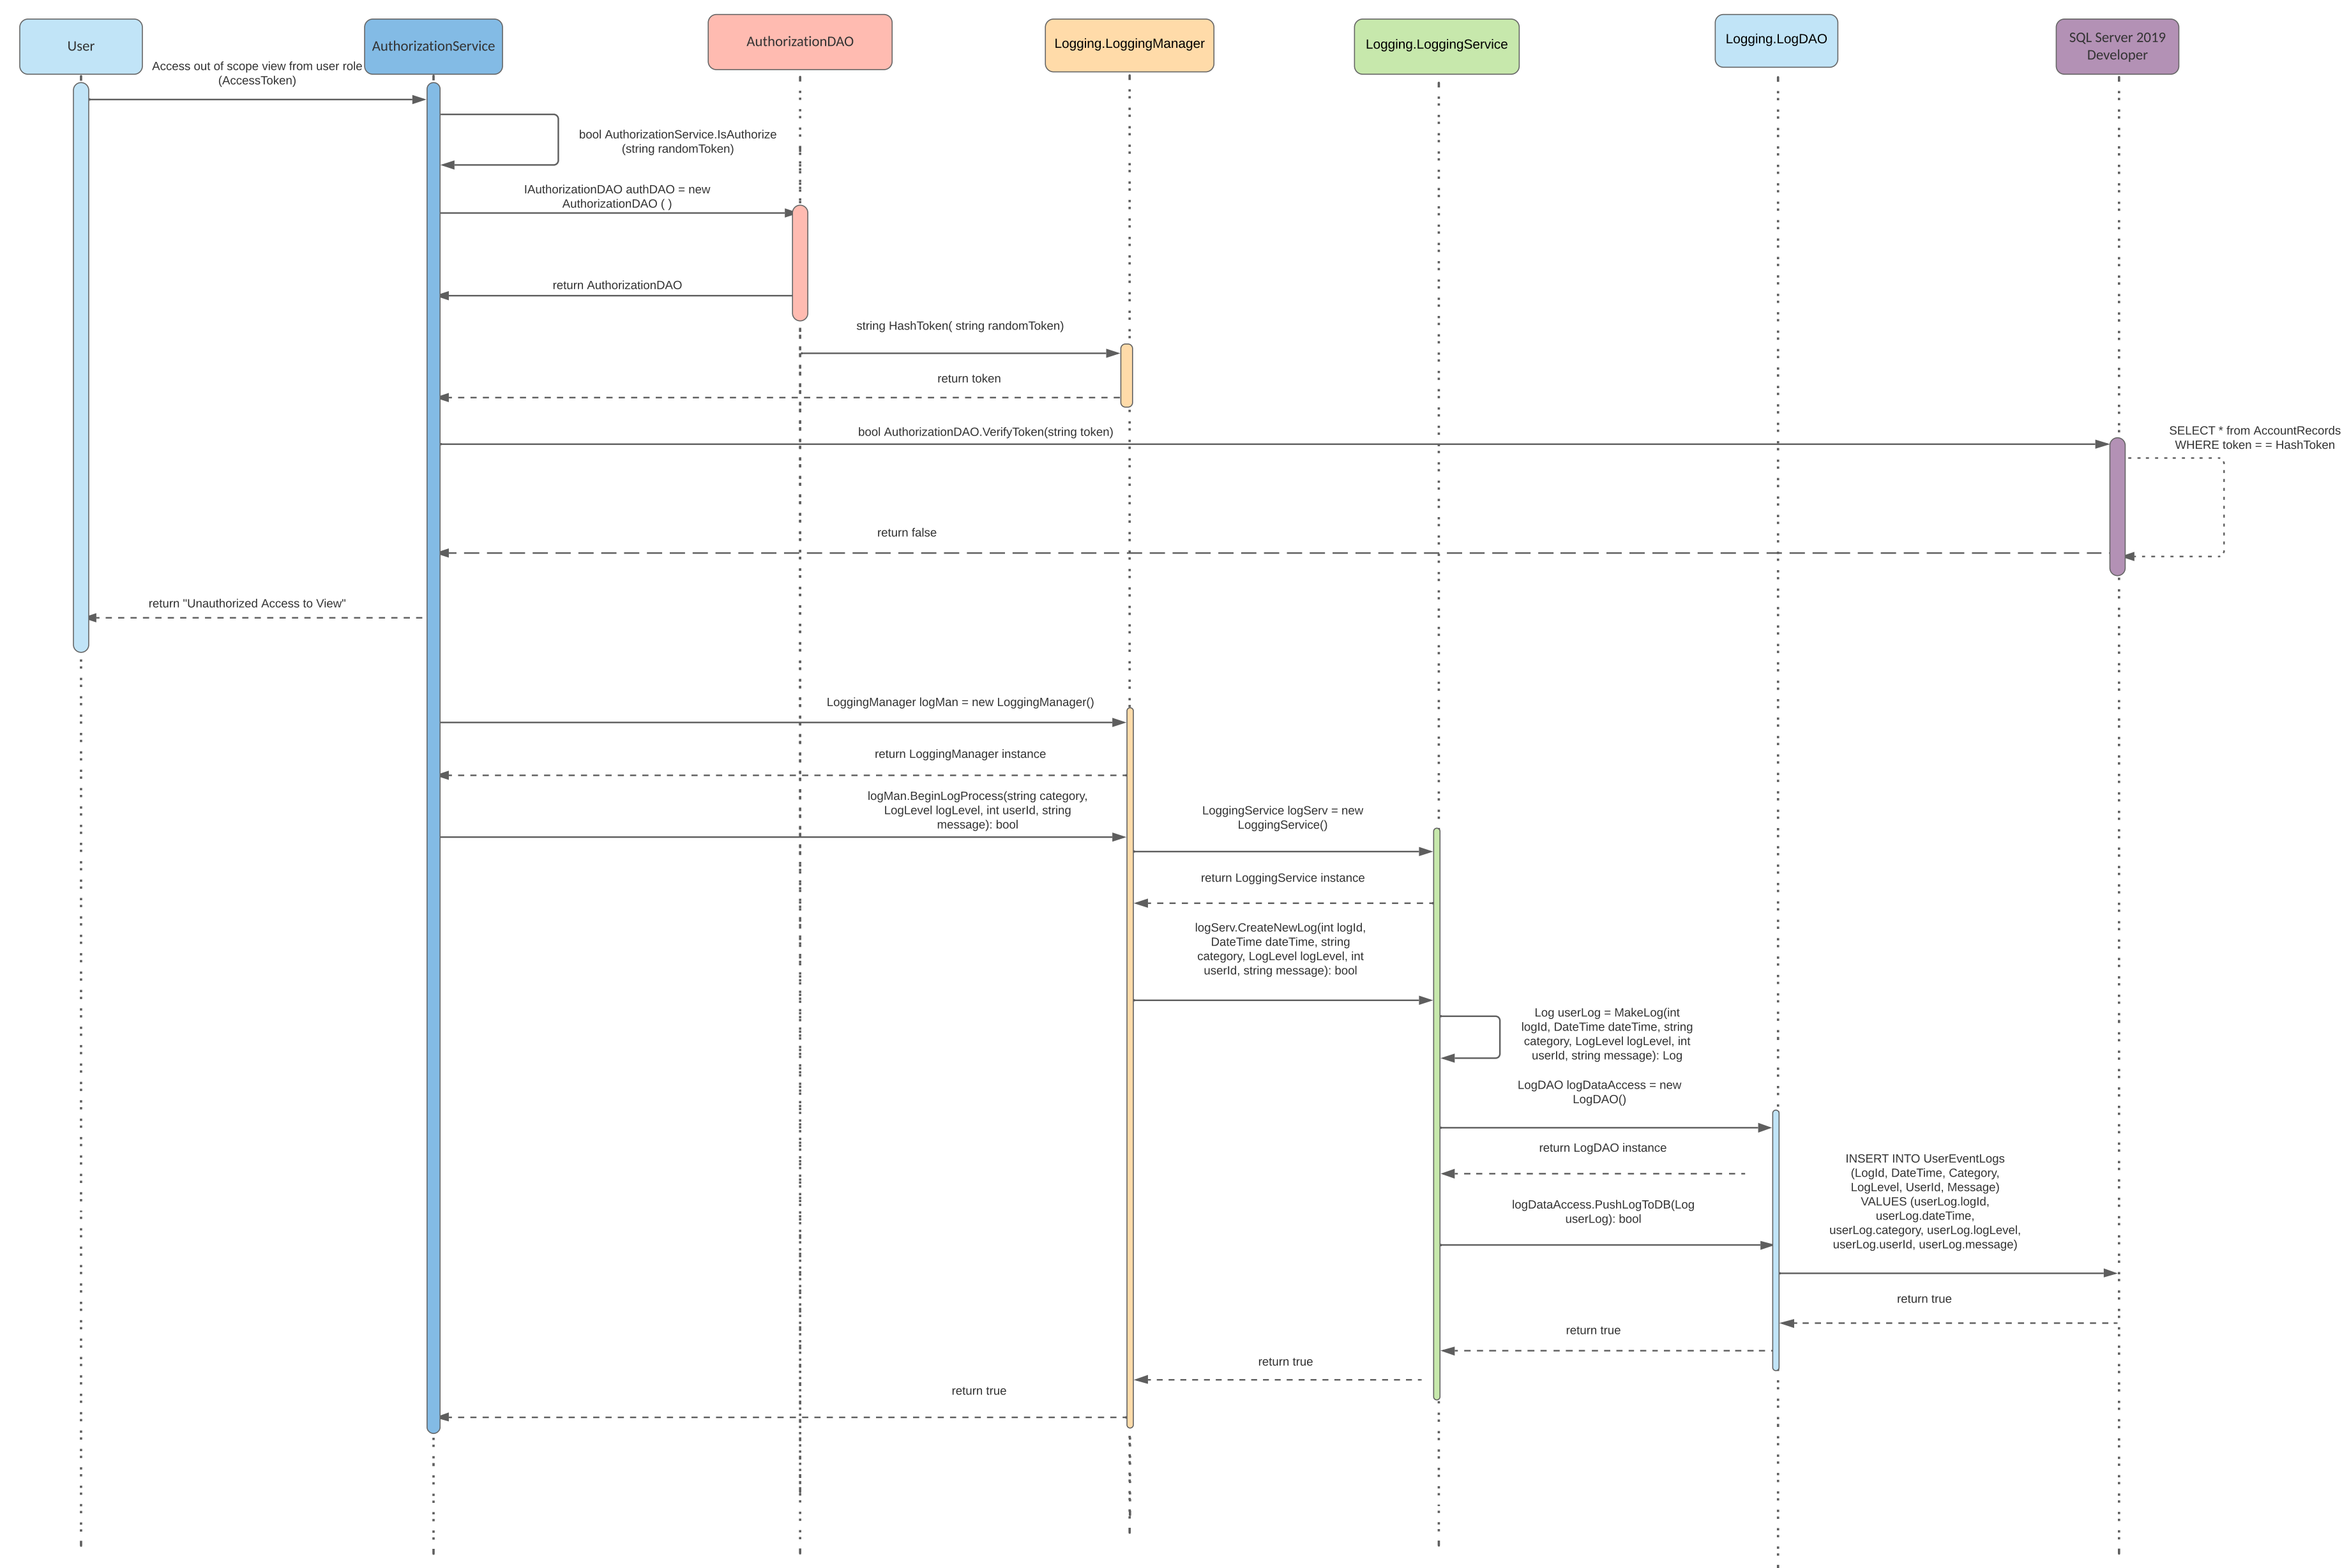 User
AuthorizationService
AuthorizationDAO
Logging.LoggingManager
Logging.LoggingService
Logging.LogDAO
SQL Server 2019
Developer
Access out of scope view from user role
(AccessToken)
bool AuthorizationService.IsAuthorize
(string randomToken)
IAuthorizationDAO authDAO = new
AuthorizationDAO ( )
return AuthorizationDAO
string HashToken( string randomToken)
return token
bool AuthorizationDAO.VerifyToken(string token)
SELECT * from AccountRecords
WHERE token = = HashToken
return false
return "Unauthorized Access to View"
LoggingManager logMan = new LoggingManager()
return LoggingManager instance
logMan.BeginLogProcess(string category,
LogLevel logLevel, int userId, string
message): bool
LoggingService logServ = new
LoggingService()
return LoggingService instance
logServ.CreateNewLog(int logId,
DateTime dateTime, string
category, LogLevel logLevel, int
userId, string message): bool
Log userLog = MakeLog(int
logId, DateTime dateTime, string
category, LogLevel logLevel, int
userId, string message): Log
LogDAO logDataAccess = new
LogDAO()
return LogDAO instance
logDataAccess.PushLogToDB(Log
userLog): bool
INSERT INTO UserEventLogs
(LogId, DateTime, Category,
LogLevel, UserId, Message)
VALUES (userLog.logId,
userLog.dateTime,
userLog.category, userLog.logLevel,
userLog.userId, userLog.message)
return true
return true
return true
return true